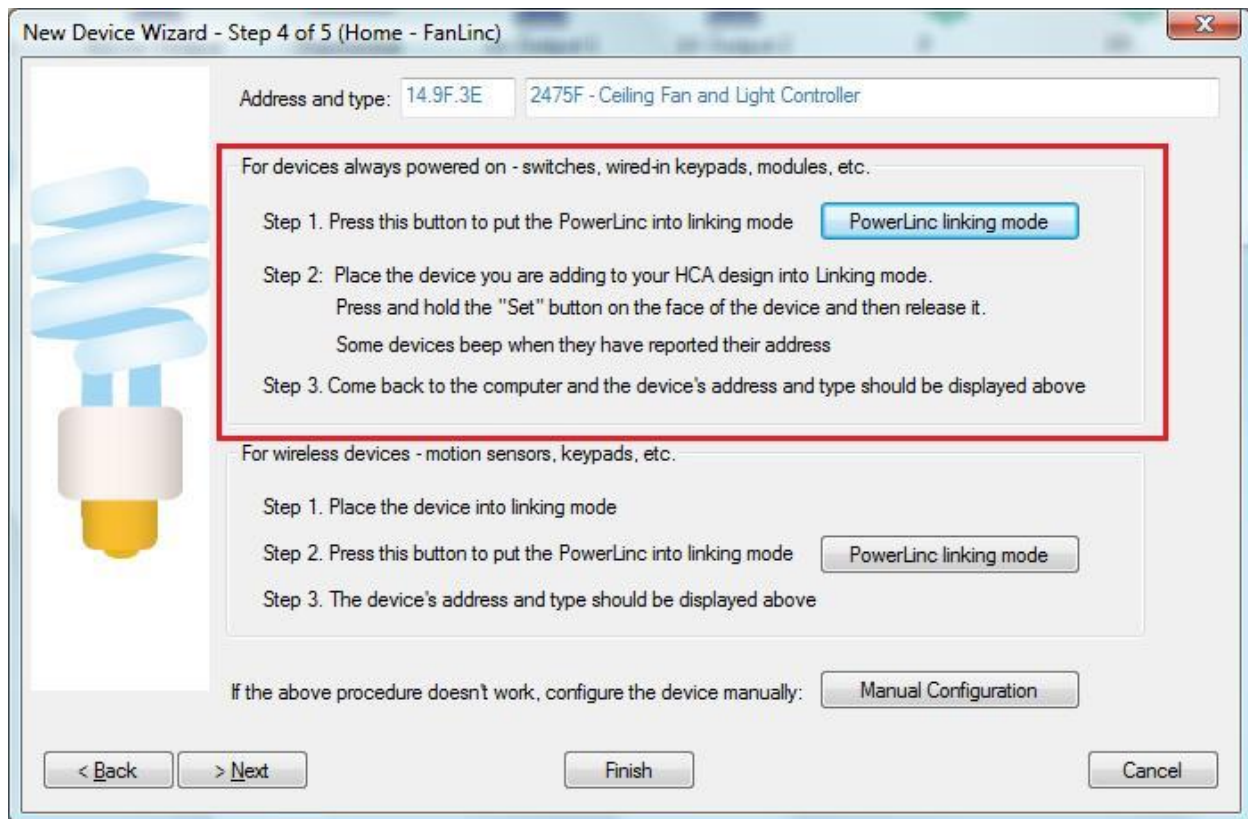 New Device Wizard - Step 4 of 5 (Home - FanLinc)
Address and type: 14.9F.3E 2475F - Ceiling Fan and Light Controller
For devices always powered on - switches, wired-in keypads, modules, etc.
Step 1. Press this button to put the PowerLinc into linking mode PowerLinc linking mode
Step 2: Place the device you are adding to your HCA design into Linking mode.
Press and hold the "Set" button on the face of the device and then release it.
Some devices beep when they have reported their address
Step 3. Come back to the computer and the device's address and type should be displayed above
For wireless devices - motion sensors, keypads, etc.
Step 1. Place the device into linking mode
Step 2. Press this button to put the PowerLinc into linking mode PowerLinc linking mode
Step 3. The device's address and type should be displayed above
If the above procedure doesn't work, configure the device manually: Manual Configuration
< Back > Next Finish Cancel